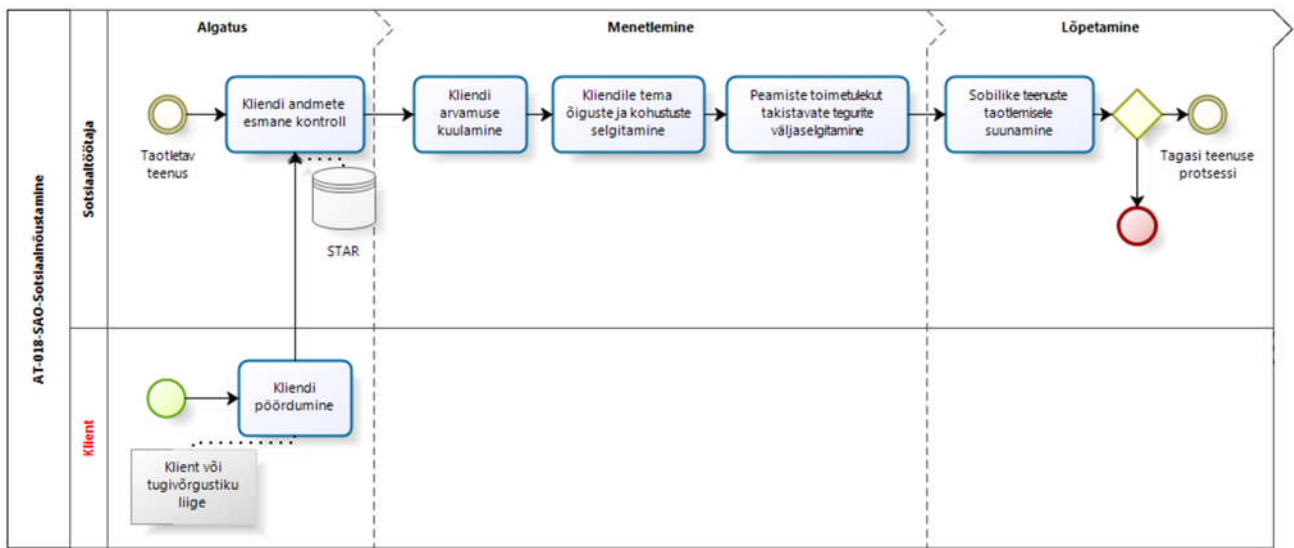 Algatus
Menetlemine
Lõpetamine
AT-018-SAO-Sotsiaalnõustamine
Sotsiaaltöötaja
Taotletav
teenus
Kliendi andmete
esmane kontroll
STAR
Kliendi
arvamuse
kuulamine
Kliendile tema
õiguste ja kohustuste
selgitamine
Peamiste toimetulekut
takistavate tegurite
väljaselgitamine
Sobilike teenuste
taotlemisele
suunamine
Tagasi teenuse
protsessi
Klient
Kliendi
pöördumine
Klient või
tugivõrgustiku
liige